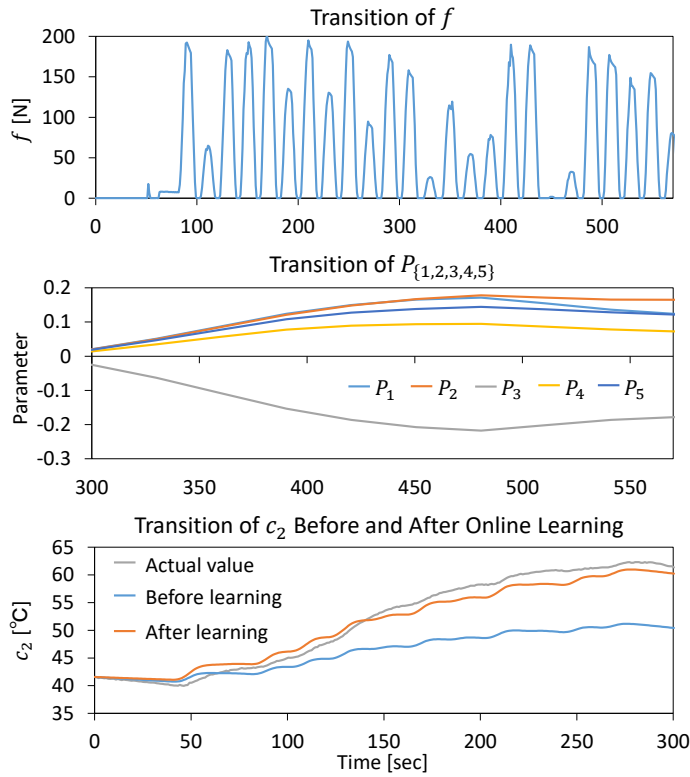 Transition of f
200
150
100
50
0
f [N]
0 100 200 300 400 500
Transition of P{1,2,3,4,5}
0.2
0.1
0
-0.1
-0.2
-0.3
Parameter
P1 P2 P3 P4 P5
300 350 400 450 500 550
Transition of c2 Before and After Online Learning
65
60
55
50
45
40
35
c2 [℃]
Actual value
Before learning
After learning
0 50 100 150 200 250 300
Time [sec]